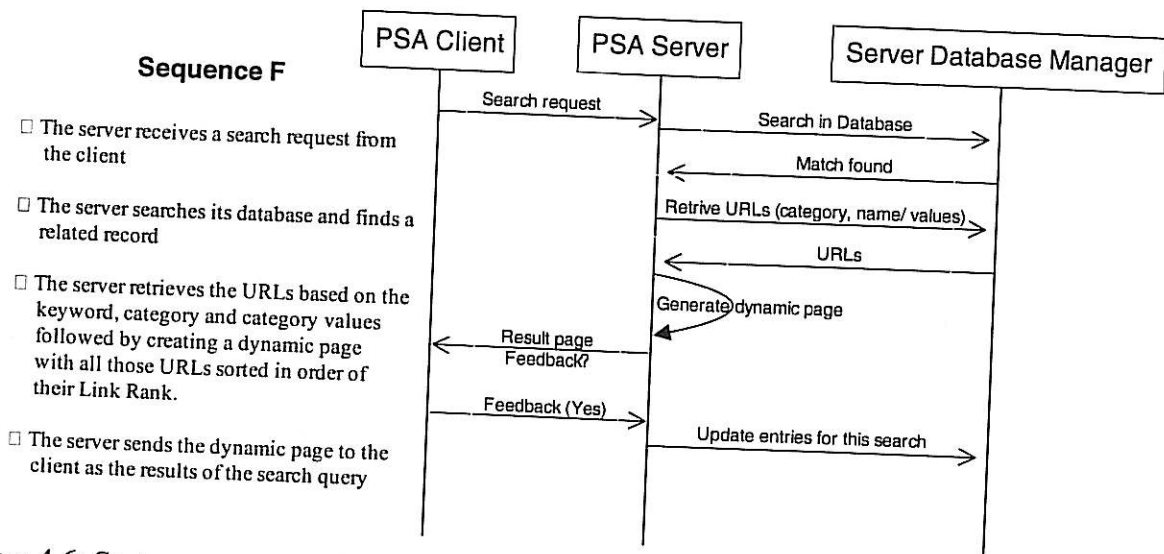 PSA Client
PSA Server
Server Database Manager
Sequence F
□ The server receives a search request from
the client
□ The server searches its database and finds a
related record
□ The server retrieves the URLs based on the
keyword, category and category values
followed by creating a dynamic page
with all those URLs sorted in order of
their Link Rank.
□ The server sends the dynamic page to the
client as the results of the search query
Search request
Search in Database
Match found
Retrive URLs (category, name/ values)
URLs
Generate dynamic page
Result page
Feedback?
Feedback (Yes)
Update entries for this search